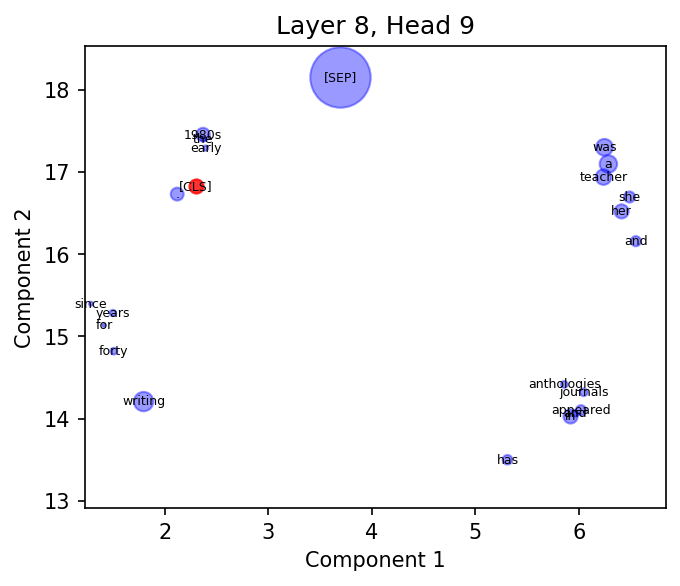 Layer 8, Head 9
[SEP]
1980s
the
early
[CLS]
.
was
a
teacher
she
her
and
since
years
for
forty
writing
anthologies
journals
appeared
and
in
has
18
17
16
15
14
13
Component 2
2 3 4 5 6
Component 1